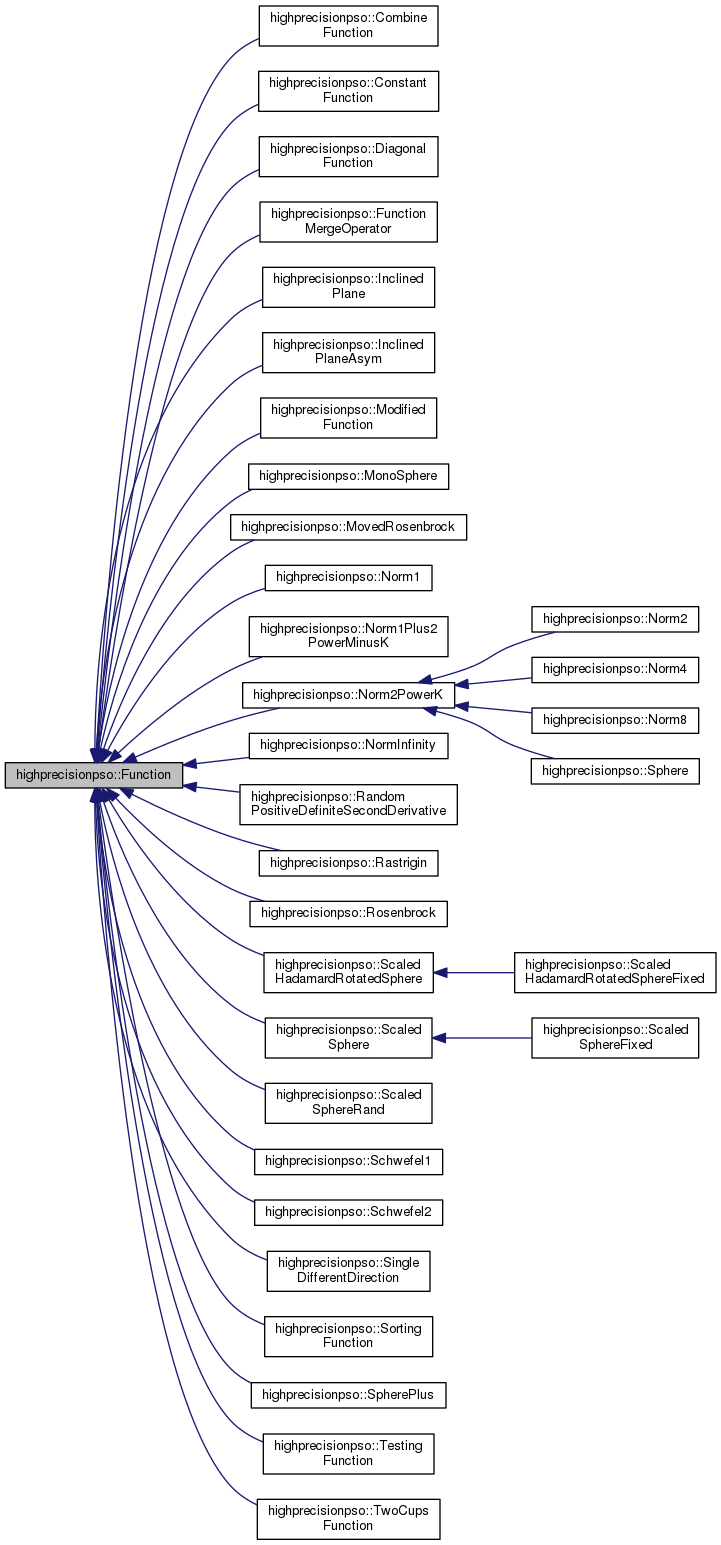 highprecisionpso::Combine
Function
highprecisionpso::Constant
Function
highprecisionpso::Diagonal
Function
highprecisionpso::Function
MergeOperator
highprecisionpso::Inclined
Plane
highprecisionpso::Inclined
PlaneAsym
highprecisionpso::Modified
Function
highprecisionpso::MonoSphere
highprecisionpso::MovedRosenbrock
highprecisionpso::Norm1
highprecisionpso::Norm1Plus2
PowerMinusK
highprecisionpso::Norm2PowerK
highprecisionpso::Norm2
highprecisionpso::Norm4
highprecisionpso::Norm8
highprecisionpso::Sphere
highprecisionpso::NormInfinity
highprecisionpso::Function
highprecisionpso::Random
PositiveDefiniteSecondDerivative
highprecisionpso::Rastrigin
highprecisionpso::Rosenbrock
highprecisionpso::Scaled
HadamardRotatedSphere
highprecisionpso::Scaled
HadamardRotatedSphereFixed
highprecisionpso::Scaled
Sphere
highprecisionpso::Scaled
SphereFixed
highprecisionpso::Scaled
SphereRand
highprecisionpso::Schwefel1
highprecisionpso::Schwefel2
highprecisionpso::Single
DifferentDirection
highprecisionpso::Sorting
Function
highprecisionpso::SpherePlus
highprecisionpso::Testing
Function
highprecisionpso::TwoCups
Function